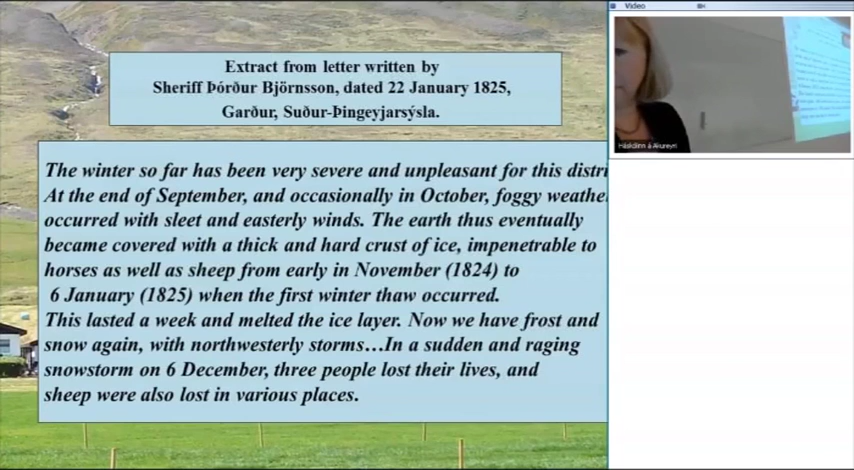 Extract from letter written by
Sheriff Þórður Björnsson, dated 22 January 1825,
Garður, Suður-Þingeyjarsýsla.
The winter so far has been very severe and unpleasant for this distri
At the end of September, and occasionally in October, foggy weathe
occurred with sleet and easterly winds. The earth thus eventually
became covered with a thick and hard crust of ice, impenetrable to
horses as well as sheep from early in November (1824) to
6 January (1825) when the first winter thaw occurred.
This lasted a week and melted the ice layer. Now we have frost and
snow again, with northwesterly storms…In a sudden and raging
snowstorm on 6 December, three people lost their lives, and
sheep were also lost in various places.
Video
Háskólinn á Akureyri